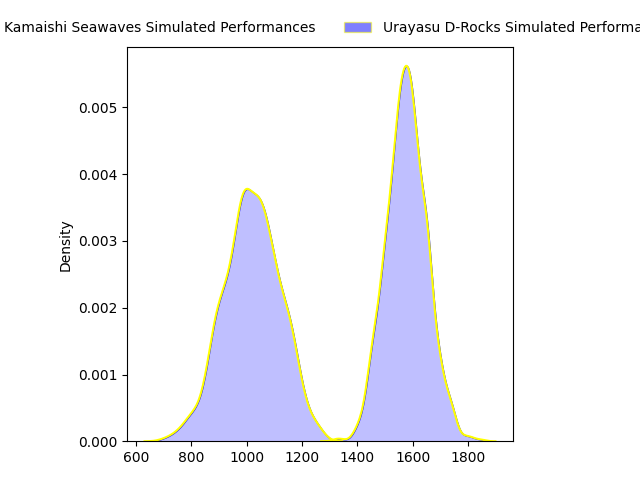 Kamaishi Seawaves Simulated Performances
Urayasu D-Rocks Simulated Performa
0.005
0.004
0.003
0.002
0.001
0.000
Density
600 800 1000 1200 1400 1600 1800